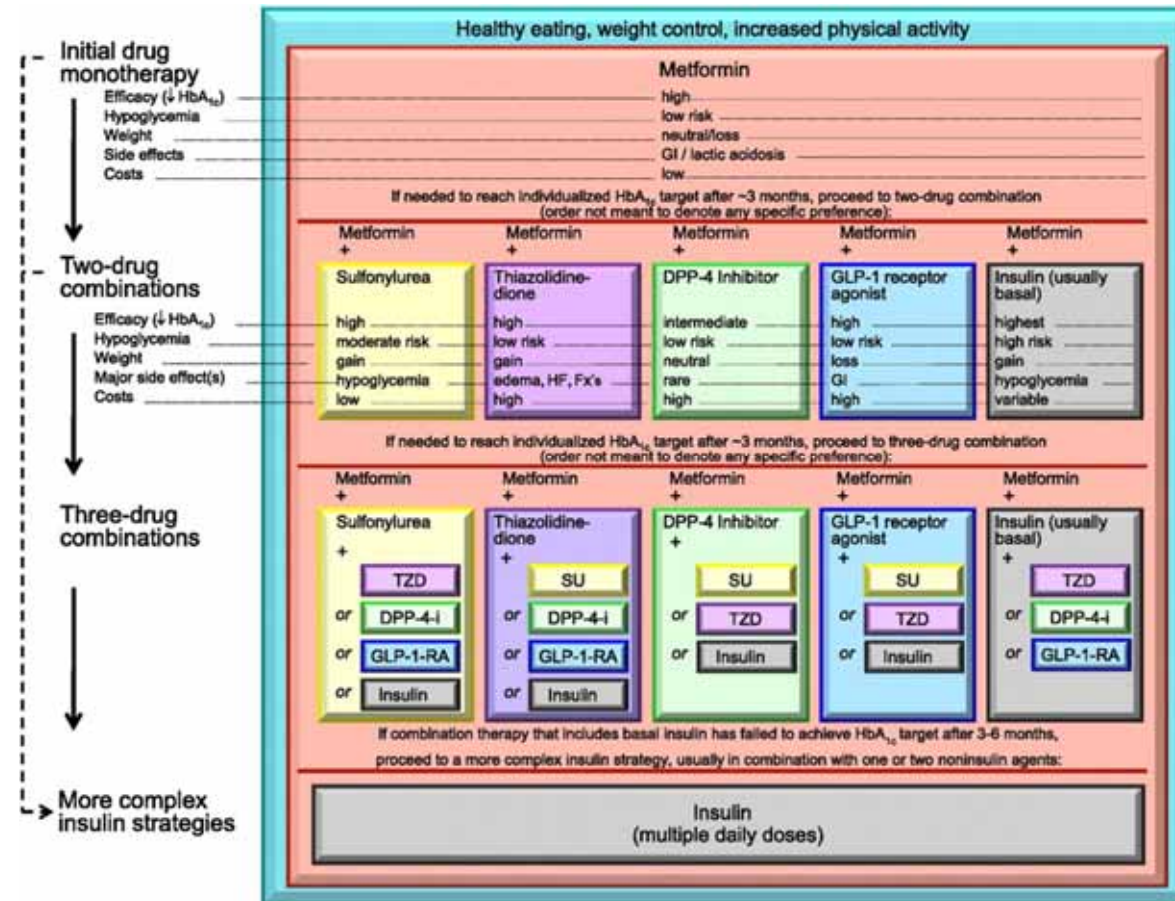 Healthy eating, weight control, increased physical activity
Initial drug
monotherapy
Metformin
Efficacy (↓ HbA1c) high
Hypoglycemia low risk
Weight neutral/loss
Side effects GI / lactic acidosis
Costs low
If needed to reach individualized HbA1c target after ~3 months, proceed to two-drug combination
(order not meant to denote any specific preference):
Metformin Metformin Metformin Metformin Metformin
+ + + + +
Two-drug
combinations
Sulfonylurea Thiazolidine- DPP-4 Inhibitor GLP-1 receptor Insulin (usually
dione agonist basal)
Efficacy (↓ HbA1c) high high intermediate high highest
Hypoglycemia moderate risk low risk low risk low risk high risk
Weight gain gain neutral loss gain
Major side effect(s) hypoglycemia edema, HF, Fx's rare GI hypoglycemia
Costs low high high high variable
If needed to reach individualized HbA1c target after ~3 months, proceed to three-drug combination
(order not meant to denote any specific preference):
Metformin Metformin Metformin Metformin Metformin
+ + + + +
Three-drug
combinations
Sulfonylurea Thiazolidine- DPP-4 Inhibitor GLP-1 receptor Insulin (usually
dione agonist basal)
+ + + + +
TZD SU SU SU TZD
or DPP-4-i or DPP-4-i or TZD or TZD or DPP-4-i
or GLP-1-RA or GLP-1-RA or Insulin or Insulin or GLP-1-RA
or Insulin or Insulin
If combination therapy that includes basal insulin has failed to achieve HbA1c target after 3-6 months,
proceed to a more complex insulin strategy, usually in combination with one or two noninsulin agents:
More complex
insulin strategies
Insulin
(multiple daily doses)